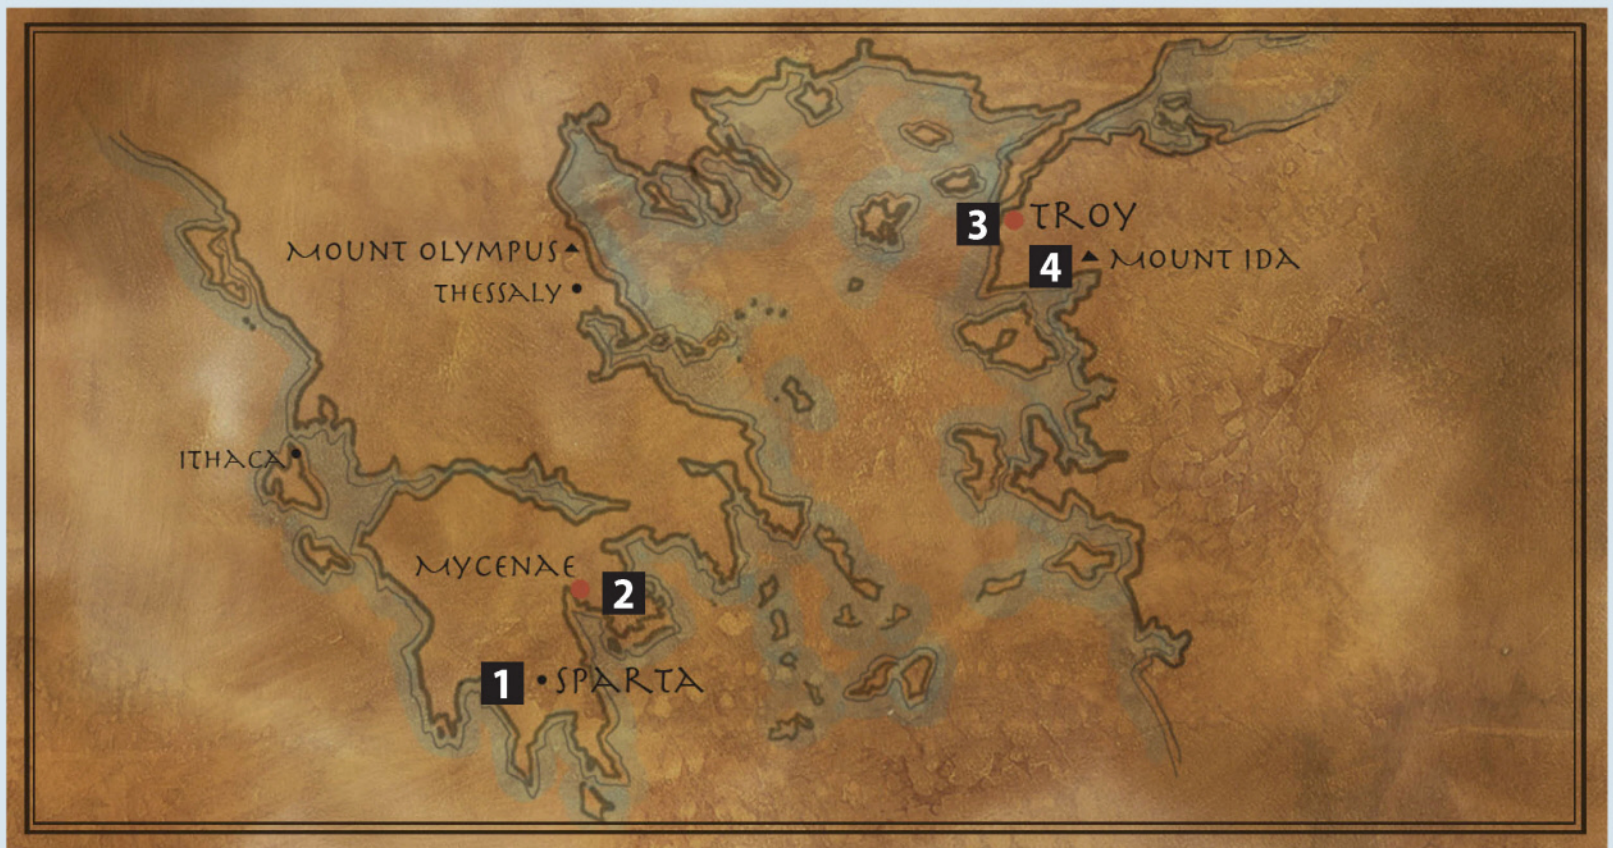 3 TROY
MOUNT OLYMPUS
4 MOUNT IDA
THESSALY
ITHACA
MYCENAE
2
1 SPARTA